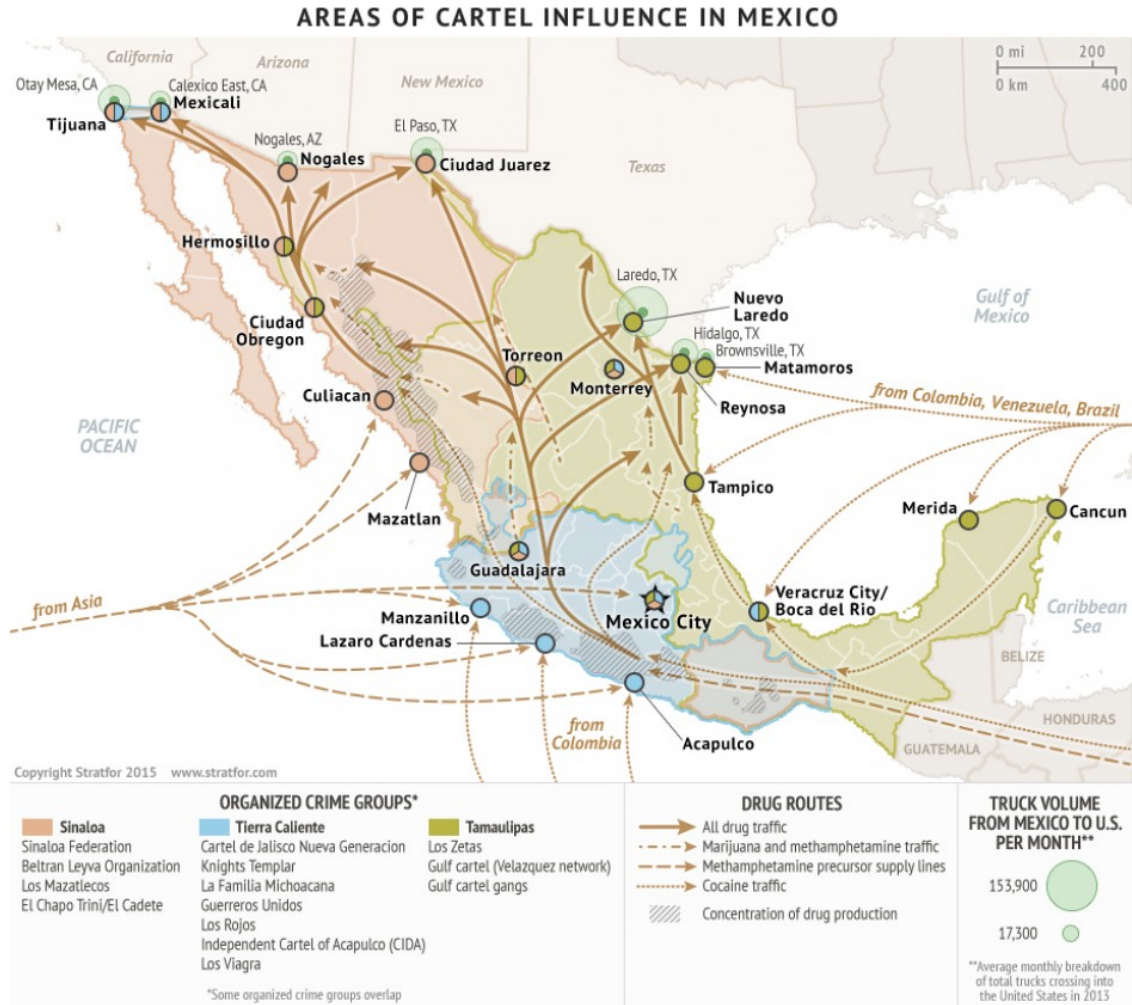 AREAS OF CARTEL INFLUENCE IN MEXICO
California
Arizona
New Mexico
Texas
0 mi 200
0 km 400
Otay Mesa, CA
Calexico East, CA
Mexicali
Tijuana
Nogales, AZ
Nogales
El Paso, TX
Ciudad Juarez
Hermosillo
Ciudad
Obregon
Laredo, TX
Nuevo
Laredo
Hidalgo, TX
Brownsville, TX
Matamoros
Reynosa
Torreon
Monterrey
Culiacan
Mazatlan
Gulf of
Mexico
PACIFIC
OCEAN
from Colombia, Venezuela, Brazil
Tampico
Merida
Cancun
Guadalajara
from Asia
Manzanillo
Mexico City
Lazaro Cardenas
Veracruz City/
Boca del Rio
Caribbean
Sea
BELIZE
HONDURAS
GUATEMALA
from
Colombia
Acapulco
Copyright Stratfor 2015 www.stratfor.com
ORGANIZED CRIME GROUPS*
Sinaloa
Sinaloa Federation
Beltran Leyva Organization
Los Mazatlecos
El Chapo Trini/El Cadete
Tierra Caliente
Cartel de Jalisco Nueva Generacion
Knights Templar
La Familia Michoacana
Guerreros Unidos
Los Rojos
Independent Cartel of Acapulco (CIDA)
Los Viagra
Tamaulipas
Los Zetas
Gulf cartel (Velazquez network)
Gulf cartel gangs
*Some organized crime groups overlap
DRUG ROUTES
All drug traffic
Marijuana and methamphetamine traffic
Methamphetamine precursor supply lines
Cocaine traffic
Concentration of drug production
TRUCK VOLUME
FROM MEXICO TO U.S.
PER MONTH**
153,900
17,300
**Average monthly breakdown
of total trucks crossing into
the United States in 2013